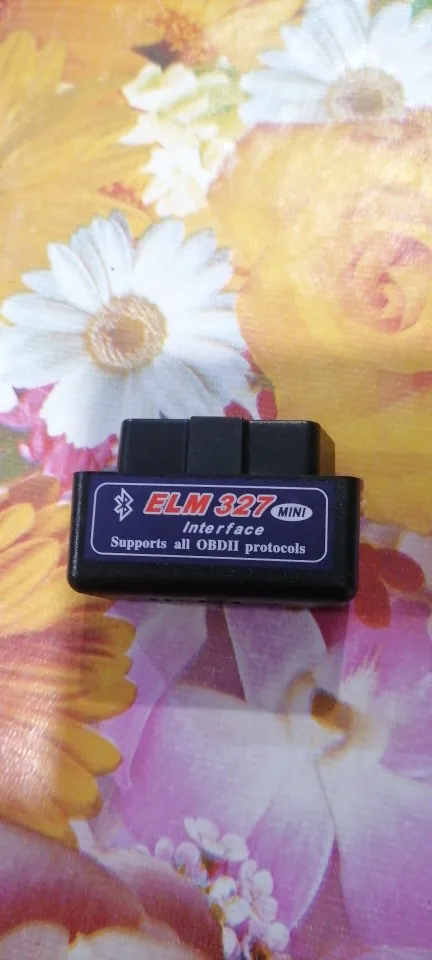 ELM 327 MINI
Interface
Supports all OBDII protocols